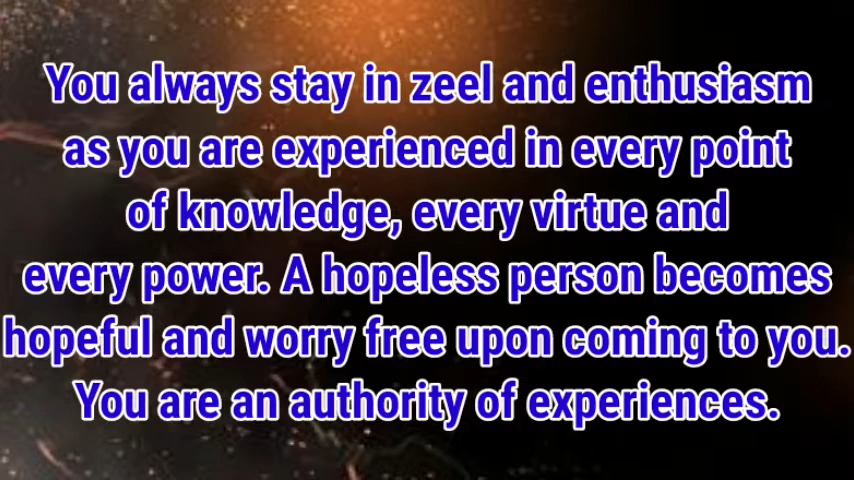 You always stay in zeel and enthusiasm
as you are experienced in every point
of knowledge, every virtue and
every power. A hopeless person becomes
hopeful and worry free upon coming to you.
You are an authority of experiences.